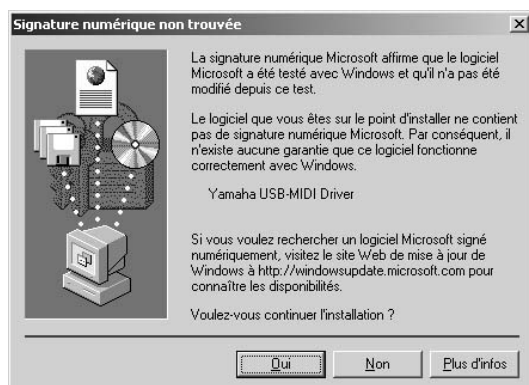 Signature numérique non trouvée
La signature numérique Microsoft affirme que le logiciel
Microsoft a été testé avec Windows et qu'il n'a pas été
modifié depuis ce test.
Le logiciel que vous êtes sur le point d'installer ne contient
pas de signature numérique Microsoft. Par conséquent, il
n'existe aucune garantie que ce logiciel fonctionne
correctement avec Windows.
Yamaha USB-MIDI Driver
Si vous voulez rechercher un logiciel Microsoft signé
numériquement, visitez le site Web de mise à jour de
Windows à http://windowsupdate.microsoft.com pour
connaître les disponibilités.
Voulez-vous continuer l'installation ?
Oui
Non
Plus d'infos